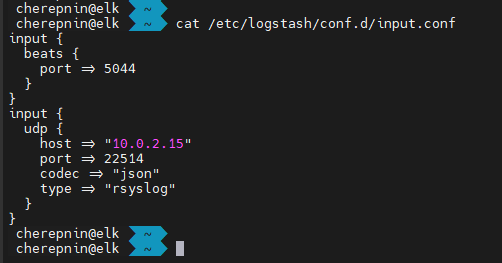 cherepnin@elk ~
cherepnin@elk ~ cat /etc/logstash/conf.d/input.conf
input {
  beats {
    port => 5044
  }
}
input {
  udp {
    host => "10.0.2.15"
    port => 22514
    codec => "json"
    type => "rsyslog"
  }
}
cherepnin@elk ~
cherepnin@elk ~